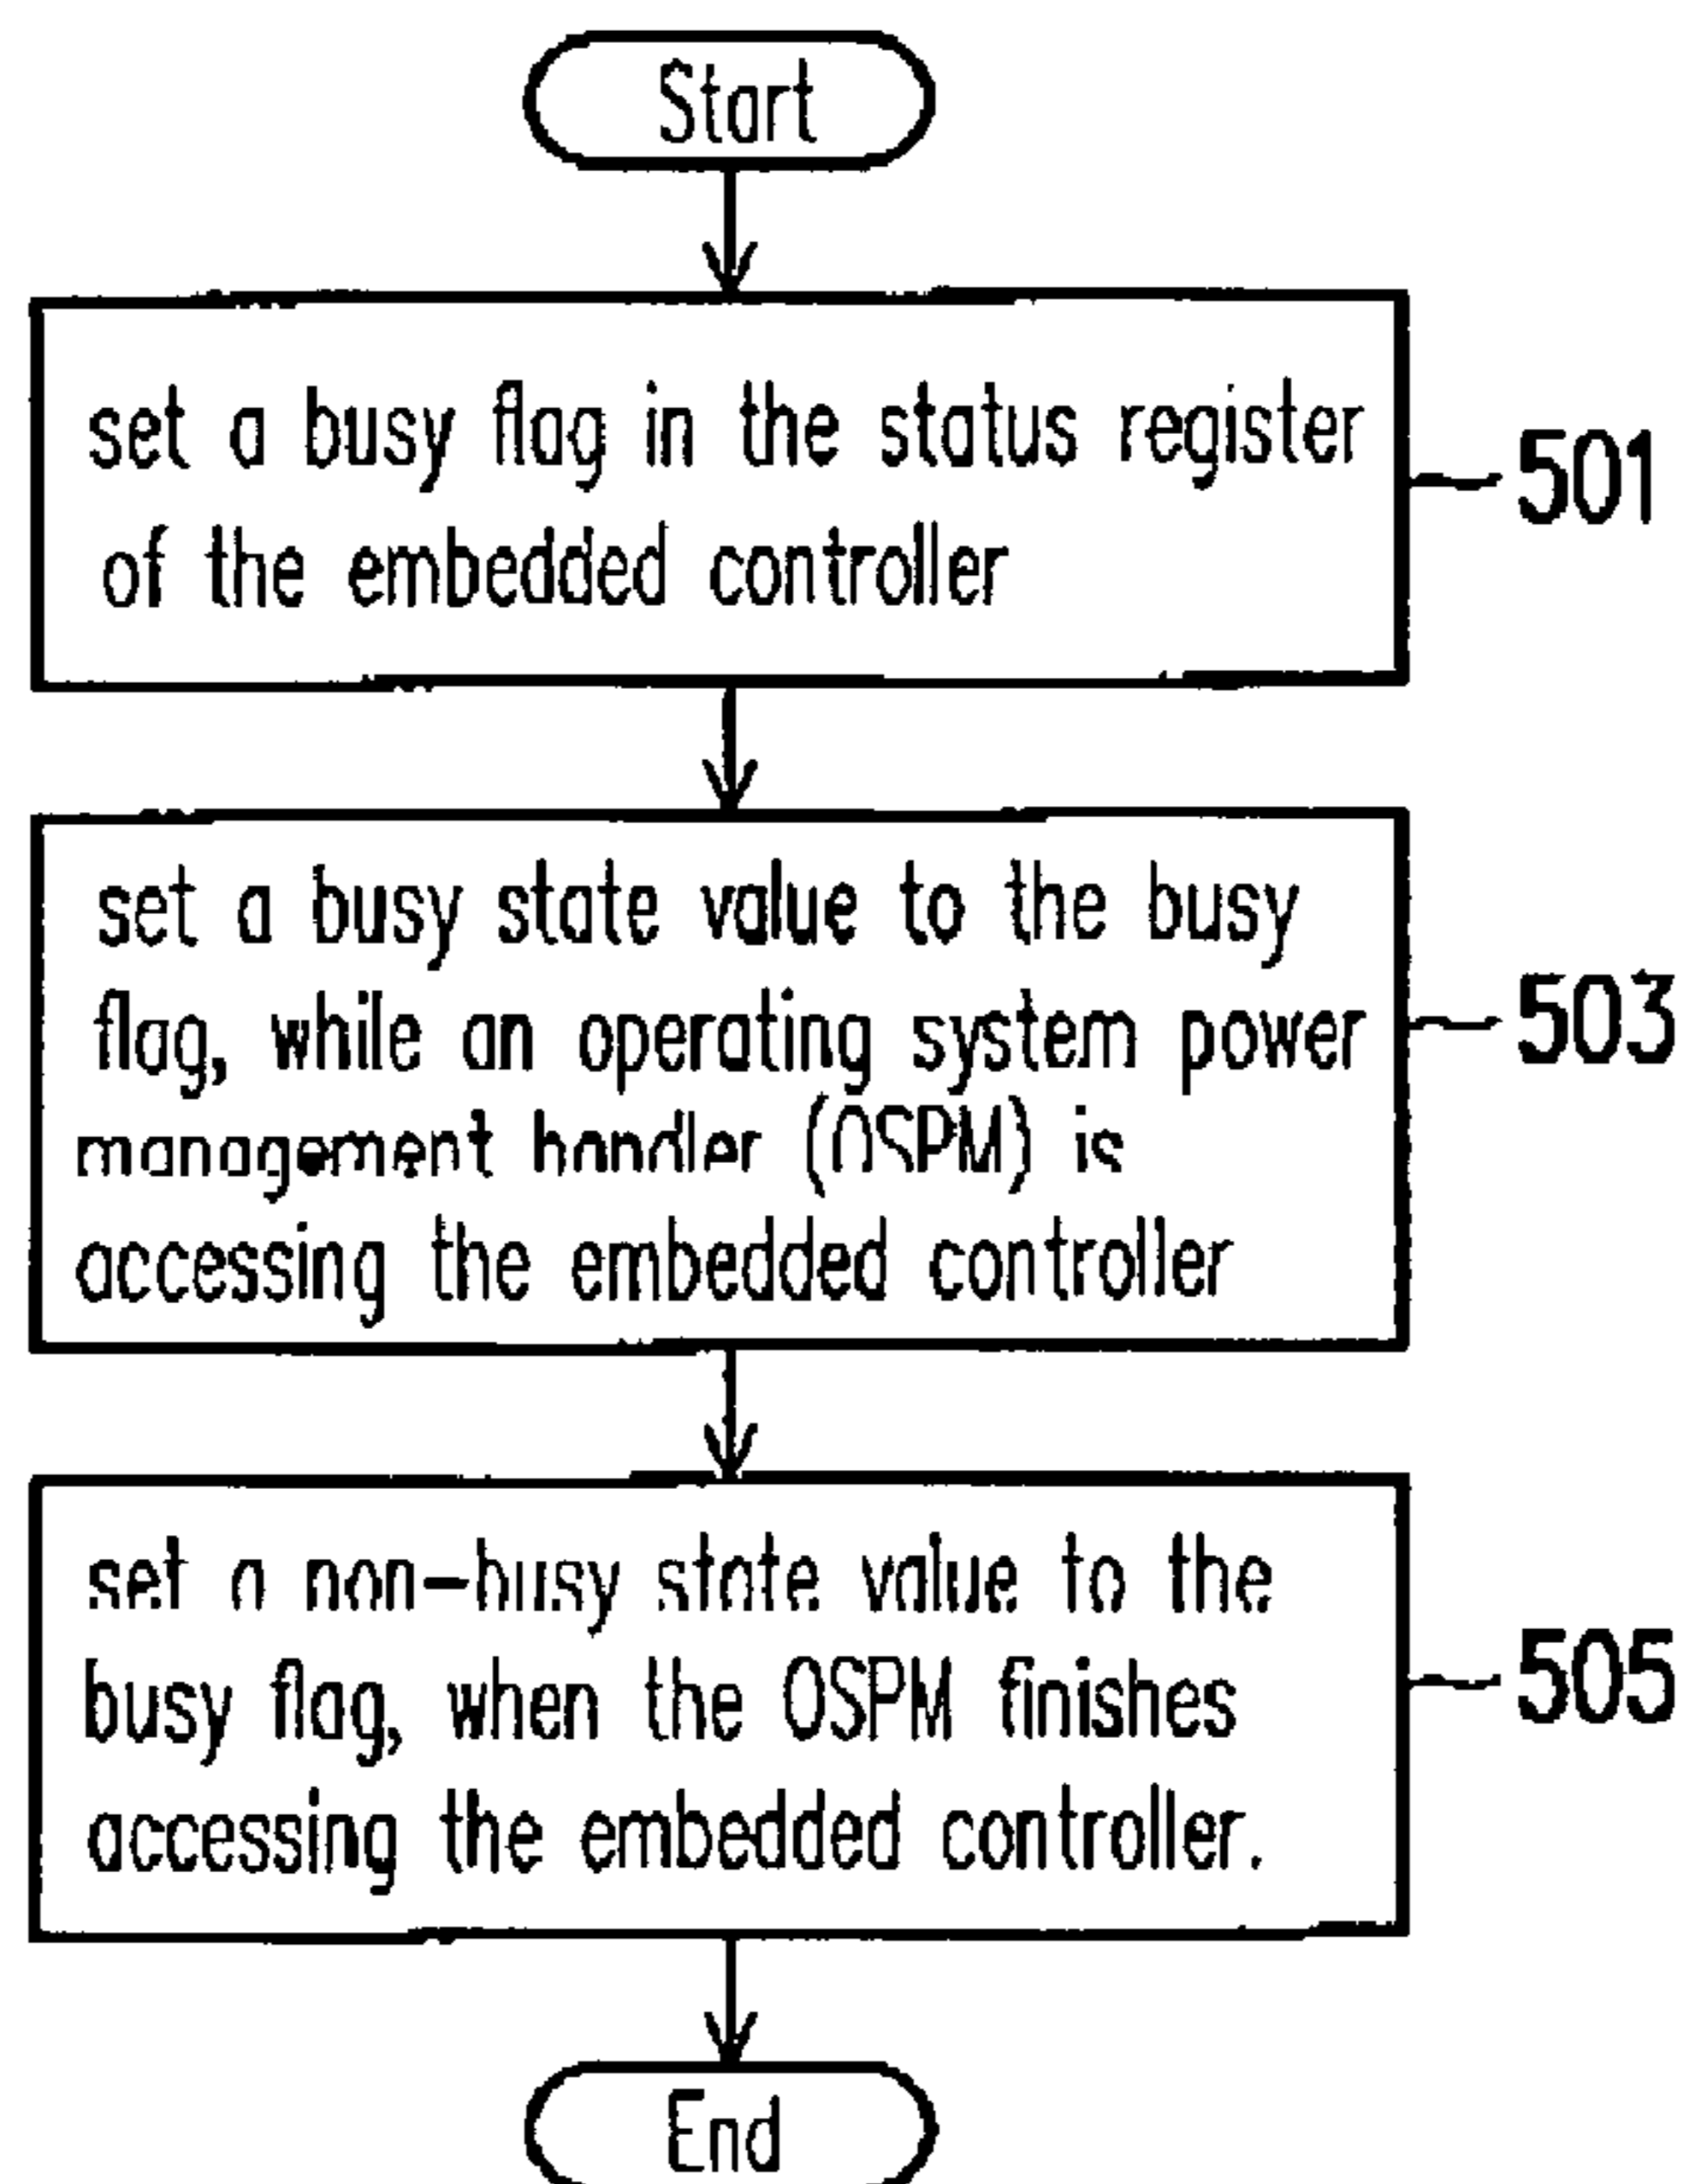 Start
set a busy flag in the status register
of the embedded controller
501
set a busy state value to the busy
flag, while an operating system power
management handler (OSPM) is
accessing the embedded controller
503
set a non-busy state value to the
busy flag, when the OSPM finishes
accessing the embedded controller.
505
End